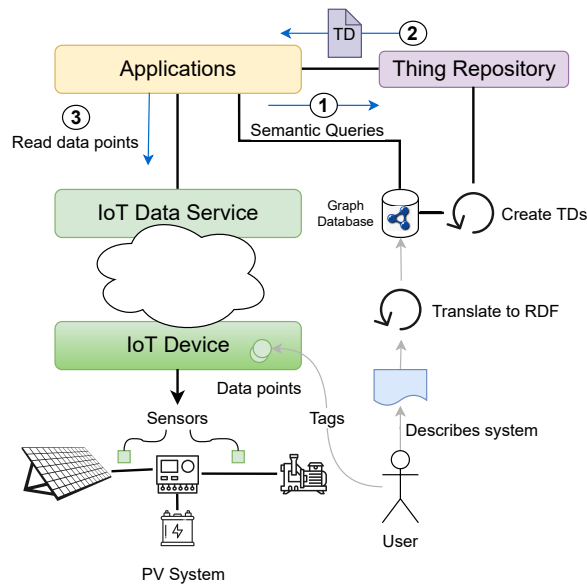 TD
2
Applications
Thing Repository
1
3
Semantic Queries
Read data points
IoT Data Service
Graph
Database
Create TDs
Translate to RDF
IoT Device
Data points
Sensors
Tags
Describes system
User
PV System